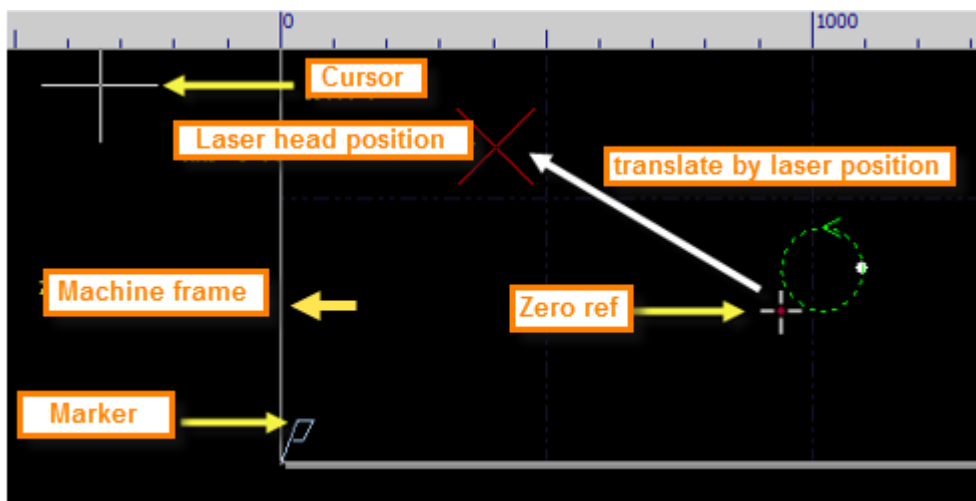 0
1000
Cursor
Laser head position
translate by laser position
Machine frame
Zero ref
Marker